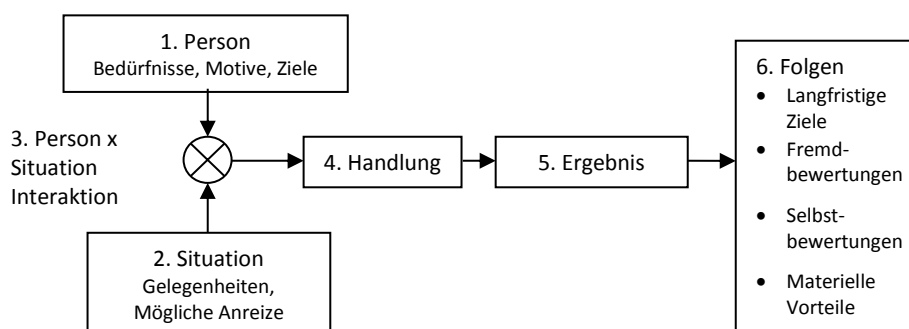 1. Person
Bedürfnisse, Motive, Ziele
3. Person x
Situation
Interaktion
4. Handlung
5. Ergebnis
2. Situation
Gelegenheiten,
Mögliche Anreize
6. Folgen
• Langfristige
Ziele
• Fremd-
bewertungen
• Selbst-
bewertungen
• Materielle
Vorteile